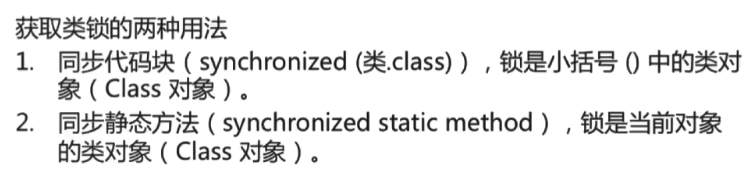 获取类锁的两种用法
1. 同步代码块（synchronized (类.class)），锁是小括号 () 中的类对
象（Class 对象）。
2. 同步静态方法（synchronized static method），锁是当前对象
的类对象（Class 对象）。